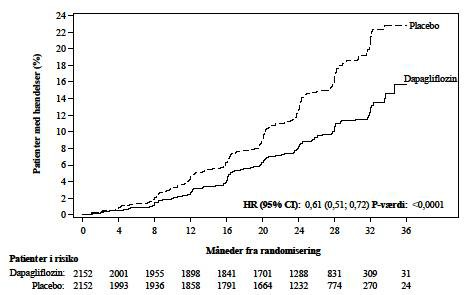 24
22
20
18
16
14
12
10
8
6
4
2
0
Patienter med hændelser (%)
Placebo
Dapagliflozin
HR (95% CI): 0,61 (0,51; 0,72) P-værdi: <0,0001
0 4 8 12 16 20 24 28 32 36
Måneder fra randomisering
Patienter i risiko
Dapagliflozin: 2152 2001 1955 1898 1841 1701 1288 831 309 31
Placebo: 2152 1993 1936 1858 1791 1664 1232 774 270 24